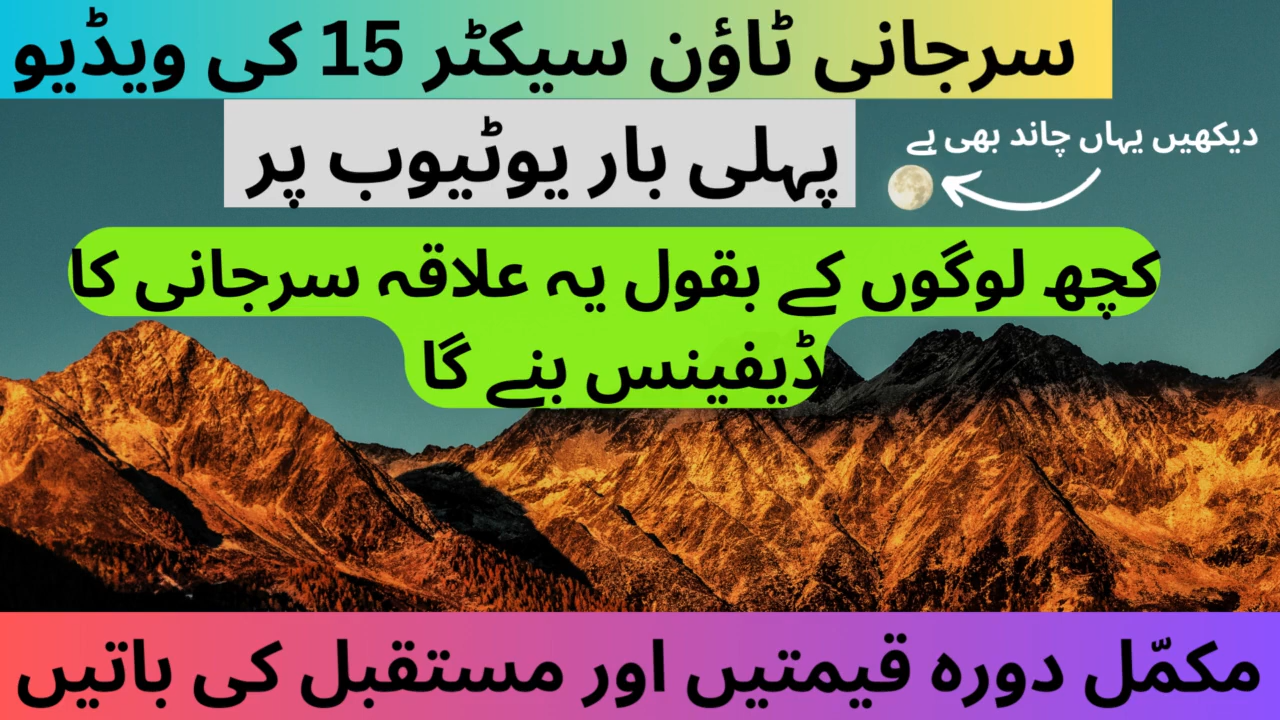 سرجانی ٹاؤن سیکٹر 15 کی ویڈیو
پہلی بار یوٹیوب پر
دیکھیں یہاں چاند بھی ہے
کچھ لوگوں کے بقول یہ علاقہ سرجانی کا
ڈیفینس بنے گا
مکمّل دورہ قیمتیں اور مستقبل کی باتیں